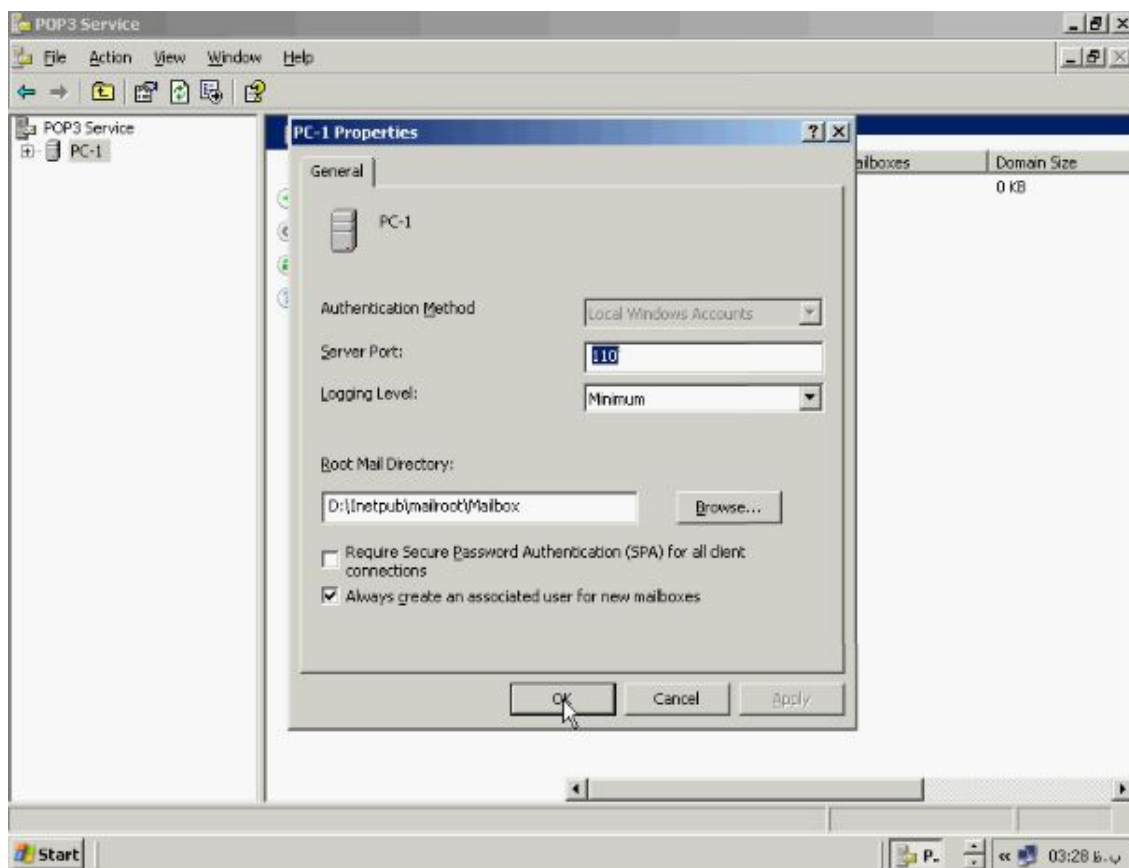 POP3 Service
File Action View Window Help
POP3 Service
PC-1
PC-1 Properties
General
PC-1
Authentication Method
Local Windows Accounts
Server Port:
110
Logging Level:
Minimum
Root Mail Directory:
D:\Inetpub\mailroot\Mailbox
Browse...
Require Secure Password Authentication (SPA) for all client
connections
Always create an associated user for new mailboxes
OK
Cancel
Apply
ailboxes
Domain Size
0 KB
Start
P..
03:28 ب.ظ